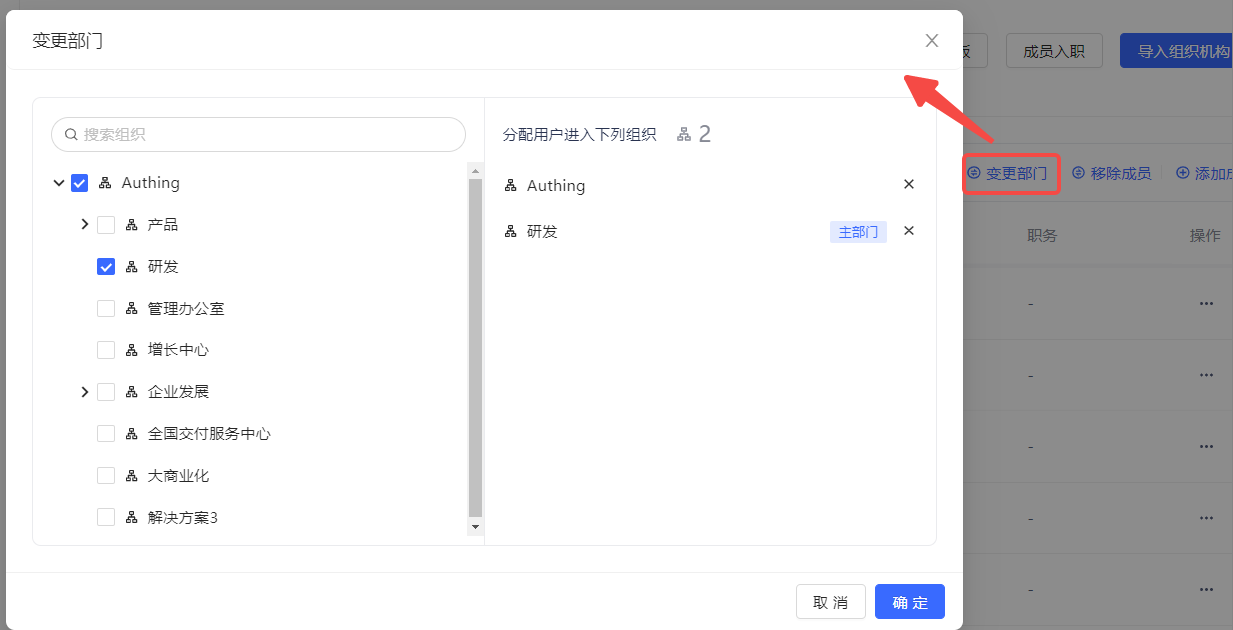 变更部门
搜索组织
Authing
产品
研发
管理办公室
增长中心
企业发展
全国交付服务中心
大商业化
解决方案3
分配用户进入下列组织 2
Authing
研发 主部门
取 消 确 定
成员入职 导入组织机构
变更部门 移除成员 添加
职务 操作
- ···
- ···
- ···
- ···
- ···